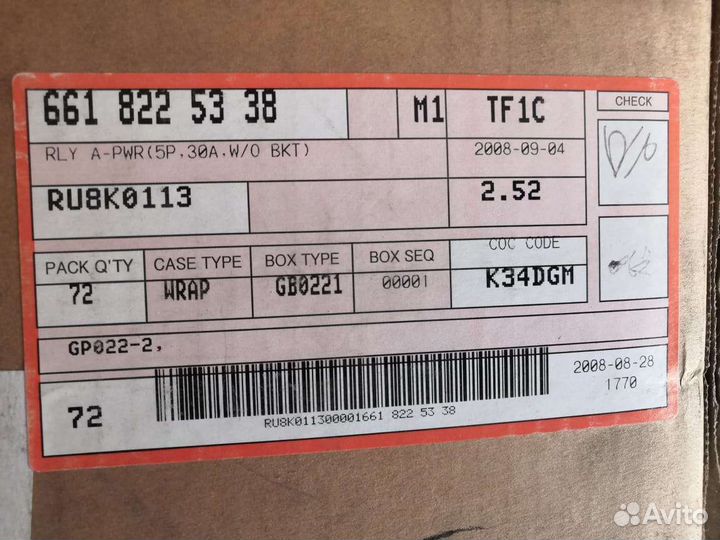 661 822 53 38 M1 TF1C CHECK
RLY A-PWR(5P.30A.W/O BKT) 2008-09-04
RU8K0113 2.52
PACK Q'TY CASE TYPE BOX TYPE BOX SEQ COC CODE
72 WRAP GB0221 00001 K34DGM
GP022-2,
2008-08-28
72 1770
RU8K011300001661 822 53 38
Avito